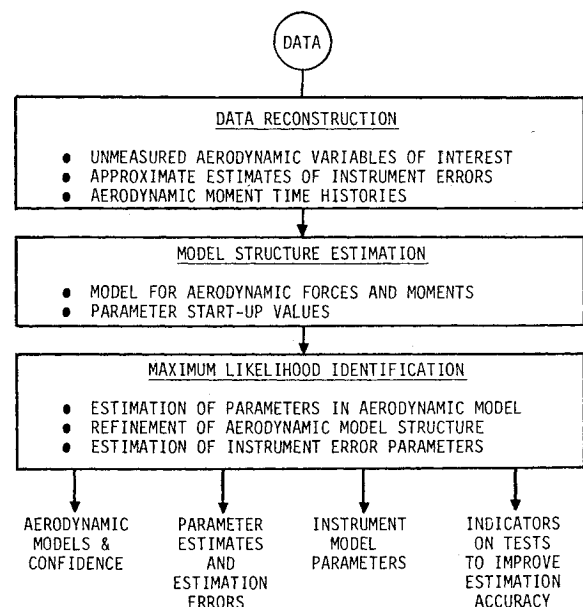 DATA
DATA RECONSTRUCTION
● UNMEASURED AERODYNAMIC VARIABLES OF INTEREST
● APPROXIMATE ESTIMATES OF INSTRUMENT ERRORS
● AERODYNAMIC MOMENT TIME HISTORIES
MODEL STRUCTURE ESTIMATION
● MODEL FOR AERODYNAMIC FORCES AND MOMENTS
● PARAMETER START-UP VALUES
MAXIMUM LIKELIHOOD IDENTIFICATION
● ESTIMATION OF PARAMETERS IN AERODYNAMIC MODEL
● REFINEMENT OF AERODYNAMIC MODEL STRUCTURE
● ESTIMATION OF INSTRUMENT ERROR PARAMETERS
AERODYNAMIC
MODELS &
CONFIDENCE
PARAMETER
ESTIMATES
AND
ESTIMATION
ERRORS
INSTRUMENT
MODEL
PARAMETERS
INDICATORS
ON TESTS
TO IMPROVE
ESTIMATION
ACCURACY